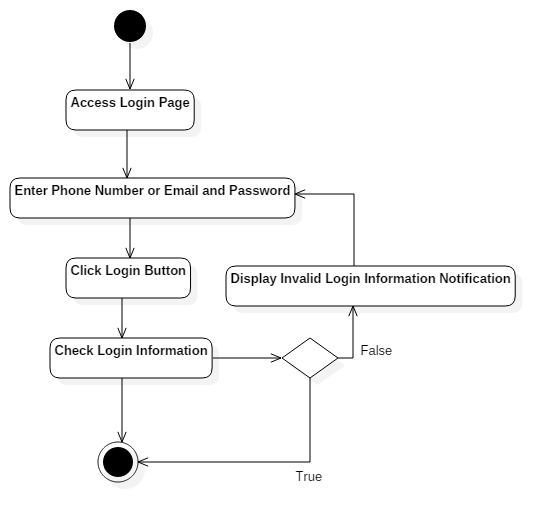 Access Login Page
Enter Phone Number or Email and Password
Click Login Button
Display Invalid Login Information Notification
Check Login Information
False
True